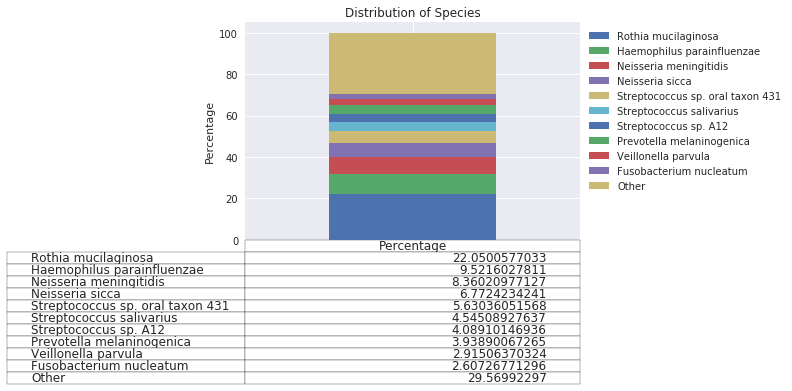 Distribution of Species
100
80
60
40
20
0
Percentage
Rothia mucilaginosa
Haemophilus parainfluenzae
Neisseria meningitidis
Neisseria sicca
Streptococcus sp. oral taxon 431
Streptococcus salivarius
Streptococcus sp. A12
Prevotella melaninogenica
Veillonella parvula
Fusobacterium nucleatum
Other
Percentage
Rothia mucilaginosa 22.0500577033
Haemophilus parainfluenzae 9.5216027811
Neisseria meningitidis 8.36020977127
Neisseria sicca 6.7724234241
Streptococcus sp. oral taxon 431 5.63036051568
Streptococcus salivarius 4.54508927637
Streptococcus sp. A12 4.08910146936
Prevotella melaninogenica 3.93890067265
Veillonella parvula 2.91506370324
Fusobacterium nucleatum 2.60726771296
Other 29.56992297